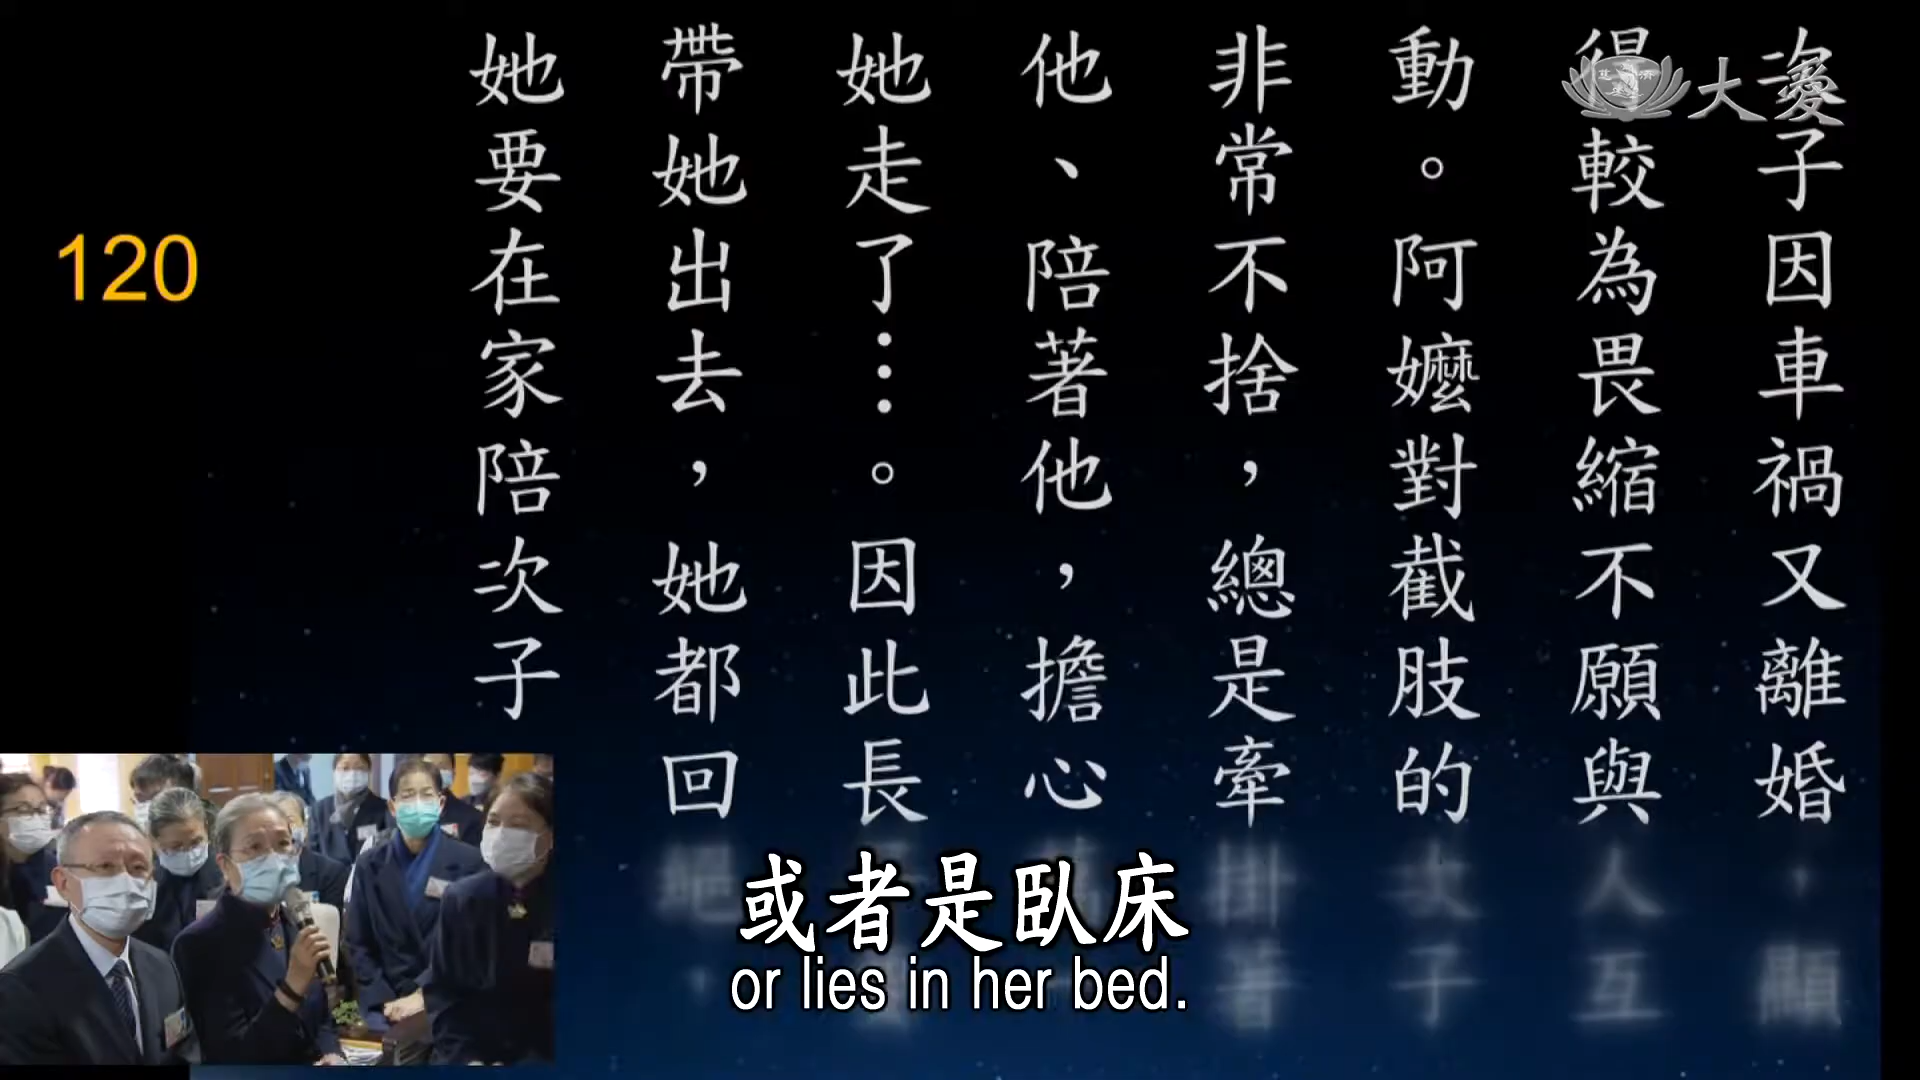 次子因車禍又離婚，顯
得較為畏縮不願與人互
動。阿嬤對截肢的次子
非常不捨，總是牽掛著
他、陪著他，擔心
她走了…。因此長
帶她出去，她都回
她要在家陪次子
120
大愛
或者是臥床
or lies in her bed.